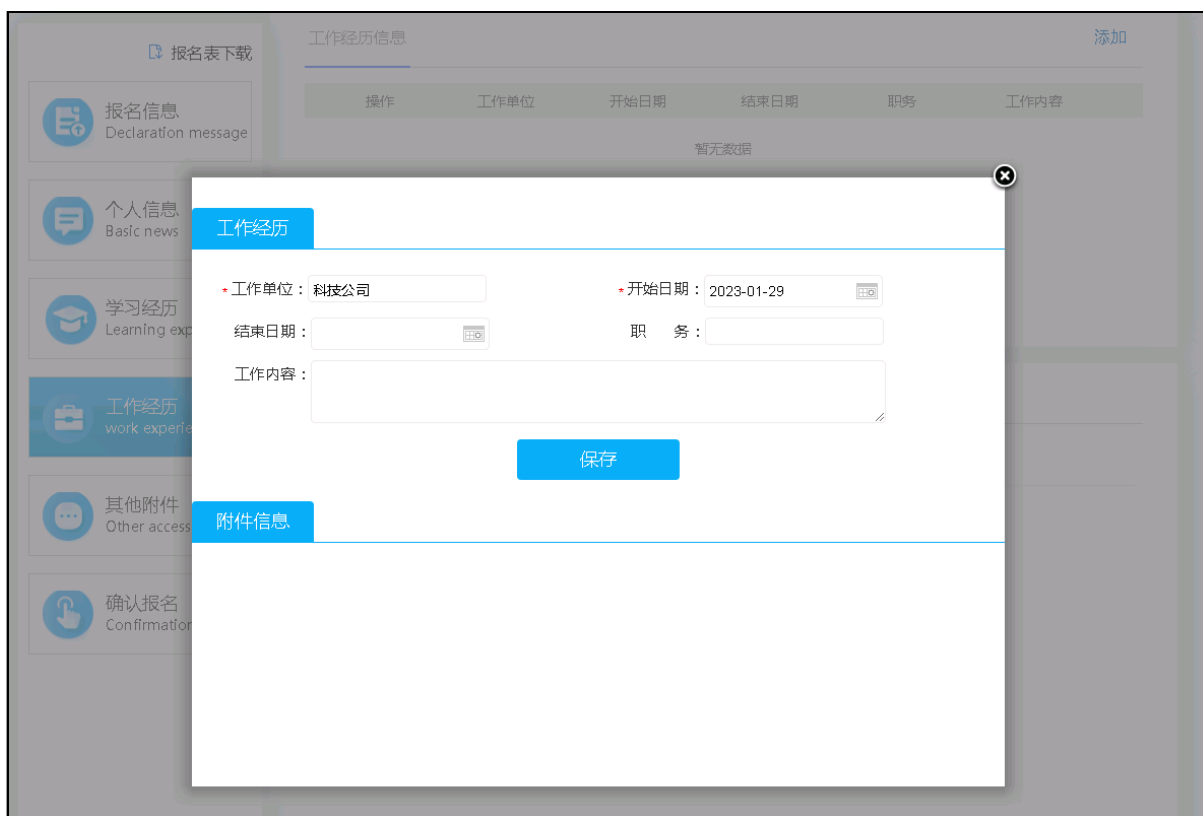 报名表下载
报名信息
Declaration message
个人信息
Basic news
学习经历
Learning exp
工作经历
work experie
其他附件
Other access
确认报名
Confirmation
工作经历信息 添加
操作 工作单位 开始日期 结束日期 职务 工作内容
暂无数据
工作经历
*工作单位：科技公司 *开始日期：2023-01-29
结束日期： 职 务：
工作内容：
保存
附件信息